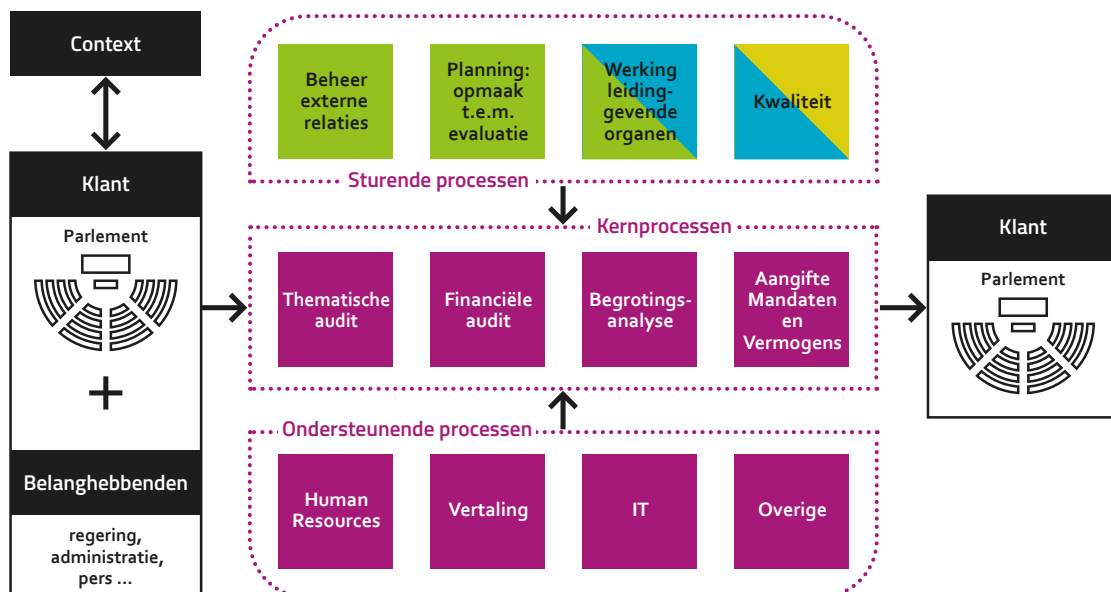 Context
Klant
Parlement
+
Belanghebbenden
regering,
administratie,
pers ...
Beheer
externe
relaties
Planning:
opmaak
t.e.m.
evaluatie
Werking
leiding-
gevende
organen
Kwaliteit
Sturende processen
Kernprocessen
Thematische
audit
Financiële
audit
Begrotings-
analyse
Aangifte
Mandaten
en
Vermogens
Ondersteunende processen
Human
Resources
Vertaling
IT
Overige
Klant
Parlement